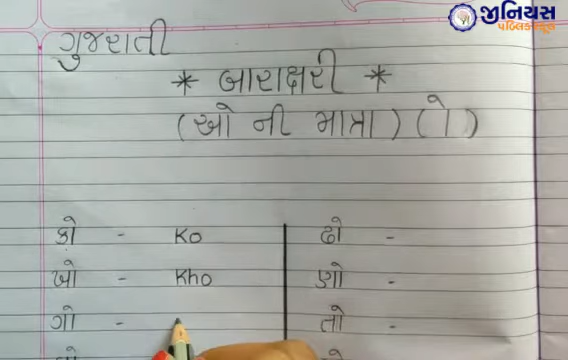 જીનિયસ
પબ્લિક સ્કૂલ
ગુજરાતી
* બારાક્ષરી *
(ઓ ની માત્રા) (ો)
કો - Ko
ખો - Kho
ગો -
ઢો -
ણો -
તો -